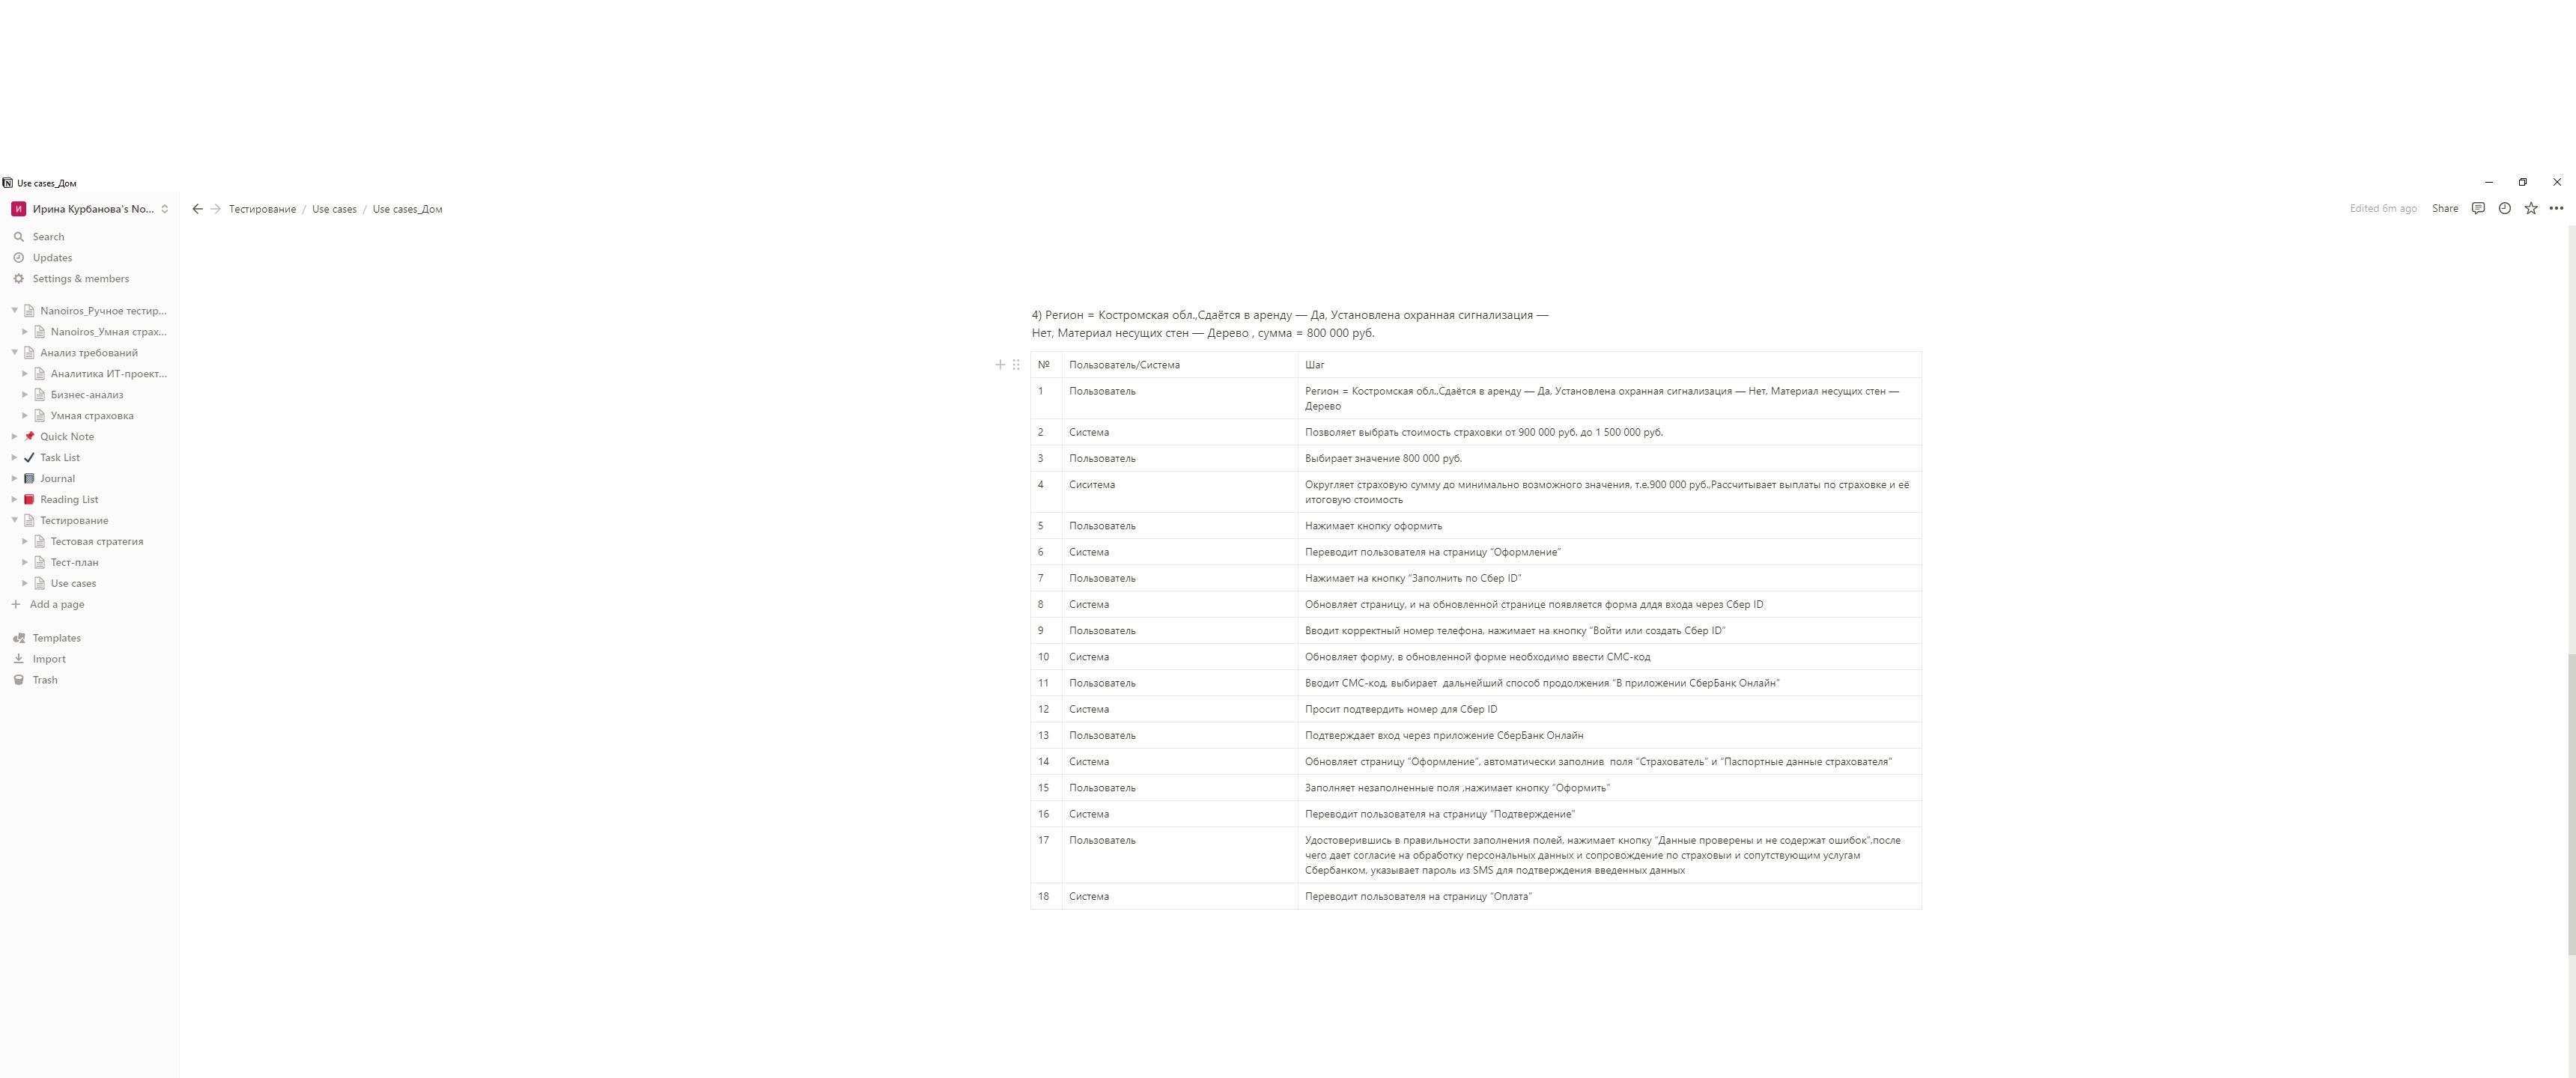 Use cases_Дом
И Ирина Курбанова's No...
Тестирование / Use cases / Use cases_Дом
Edited 6m ago Share
Search
Updates
Settings & members
Nanoiros_Ручное тестир...
Nanoiros_Умная страх...
Анализ требований
Аналитика ИТ-проект...
Бизнес-анализ
Умная страховка
Quick Note
Task List
Journal
Reading List
Тестирование
Тестовая стратегия
Тест-план
Use cases
Add a page
Templates
Import
Trash
4) Регион = Костромская обл.,Сдаётся в аренду — Да, Установлена охранная сигнализация —
Нет, Материал несущих стен — Дерево , сумма = 800 000 руб.
№ Пользователь/Система Шаг
1 Пользователь Регион = Костромская обл.,Сдаётся в аренду — Да, Установлена охранная сигнализация — Нет, Материал несущих стен —
Дерево
2 Система Позволяет выбрать стоимость страховки от 900 000 руб. до 1 500 000 руб.
3 Пользователь Выбирает значение 800 000 руб.
4 Сиситема Округляет страховую сумму до минимально возможного значения, т.е.900 000 руб.,Рассчитывает выплаты по страховке и её
итоговую стоимость
5 Пользователь Нажимает кнопку оформить
6 Система Переводит пользователя на страницу “Оформление”
7 Пользователь Нажимает на кнопку “Заполнить по Сбер ID”
8 Система Обновляет страницу, и на обновленной странице появляется форма длдя входа через Сбер ID
9 Пользователь Вводит корректный номер телефона, нажимает на кнопку “Войти или создать Сбер ID”
10 Система Обновляет форму, в обновленной форме необходимо ввести СМС-код
11 Пользователь Вводит СМС-код, выбирает  дальнейший способ продолжения “В приложении СберБанк Онлайн”
12 Система Просит подтвердить номер для Сбер ID
13 Пользователь Подтверждает вход через приложение СберБанк Онлайн
14 Система Обновляет страницу “Оформление”, автоматически заполнив  поля “Страхователь” и “Паспортные данные страхователя”
15 Пользователь Заполняет незаполненные поля ,нажимает кнопку “Оформить”
16 Система Переводит пользователя на страницу “Подтверждение”
17 Пользователь Удостоверившись в правильности заполнения полей, нажимает кнопку “Данные проверены и не содержат ошибок”,после
чего дает согласие на обработку персональных данных и сопровождение по страховыи и сопутствующим услугам
Сбербанком, указывает пароль из SMS для подтверждения введенных данных
18 Система Переводит пользователя на страницу “Оплата”